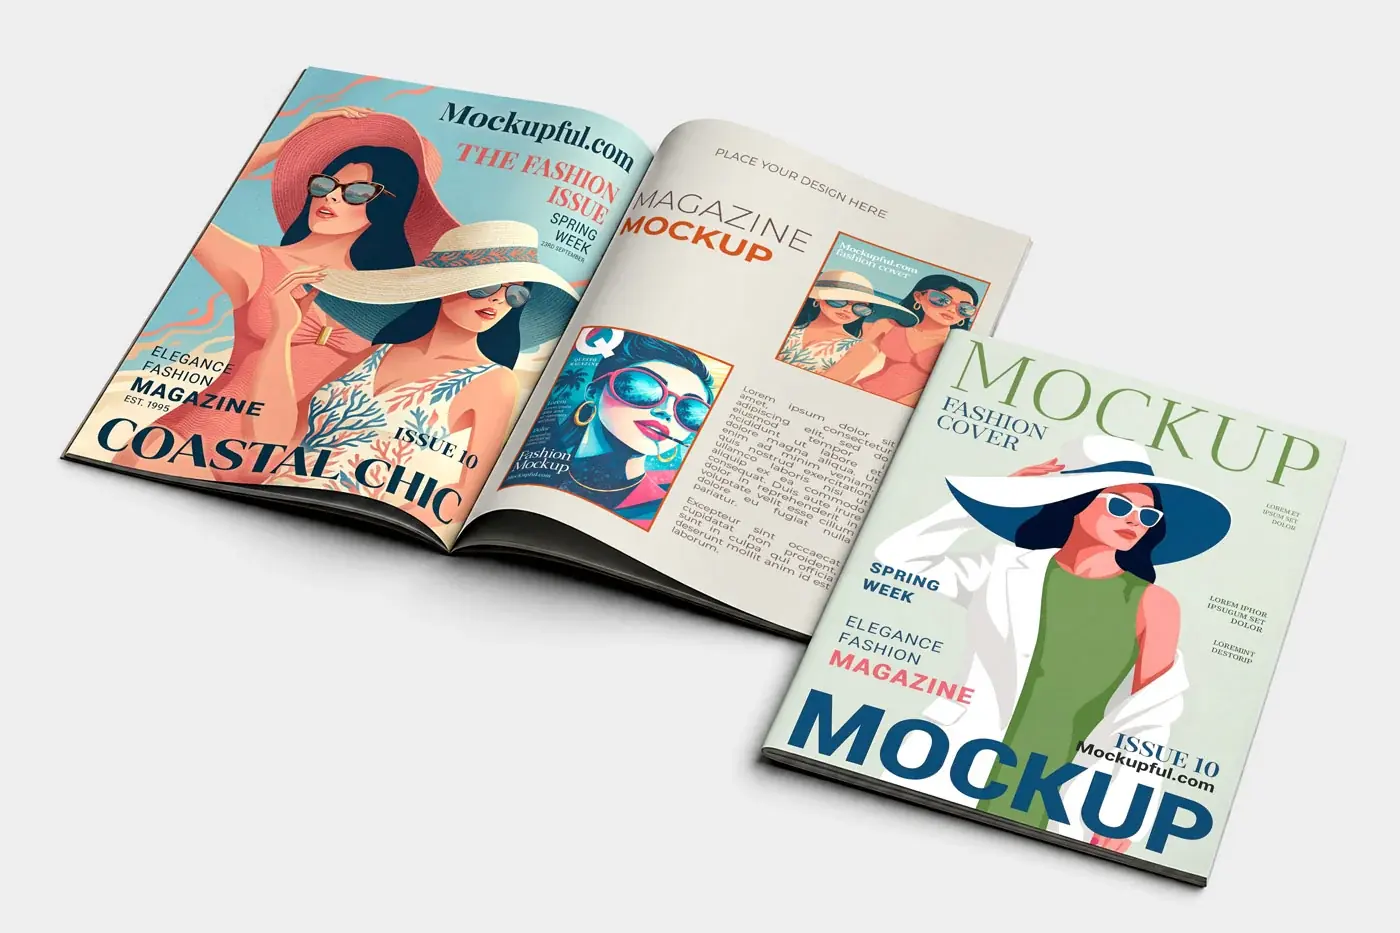 Mockupful.com
THE FASHION
ISSUE
SPRING
WEEK
23RD SEPTEMBER
ELEGANCE
FASHION
MAGAZINE
EST. 1995
ISSUE 10
COASTAL CHIC
PLACE YOUR DESIGN HERE
MAGAZINE
MOCKUP
Mockupful.com
fashion cover
Q
Fashion
Mockup
Mockupful.com
Lorem ipsum dolor sit
amet, consectetur
adipiscing elit, sed do
eiusmod tempor
ut labore et
dolore magna aliqua. Ut
enim ad minim veniam,
quis nostrud exercitation
ullamco laboris nisi ut
aliquip ex ea commodo
consequat. Duis aute irure
dolor in reprehenderit in
voluptate velit esse cillum
dolore eu fugiat nulla
pariatur.
Excepteur sint occaecat
cupidatat non proident,
sunt in culpa qui officia
deserunt mollit anim id est
laborum.
MOCKUP
FASHION
COVER
LOREM ET
IPSUM SET
DOLOR
SPRING
WEEK
LOREM IPHOR
IPSUGUM SET
DOLOR
ELEGANCE
FASHION
MAGAZINE
LOREMINT
DESTORIP
ISSUE 10
Mockupful.com
MOCKUP